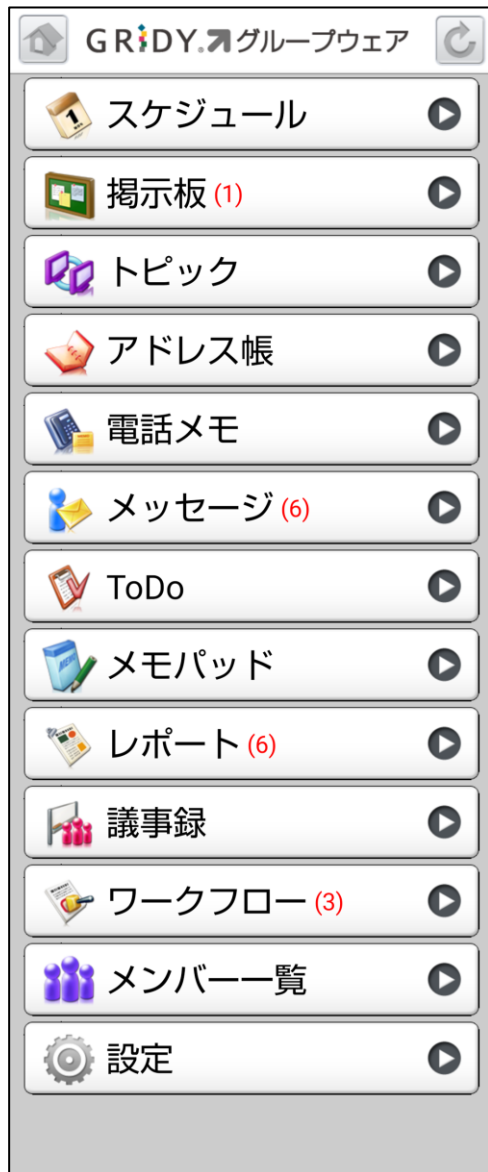 GRiDY.グループウェア
スケジュール
掲示板 (1)
トピック
アドレス帳
電話メモ
メッセージ (6)
ToDo
メモパッド
レポート (6)
議事録
ワークフロー (3)
メンバー一覧
設定